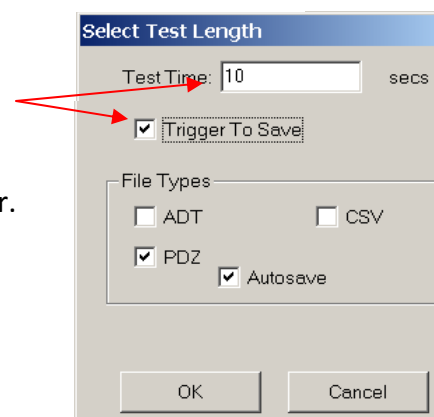 Select Test Length
Test Time: 10 secs
Trigger To Save
r.
File Types
ADT CSV
PDZ
Autosave
OK Cancel